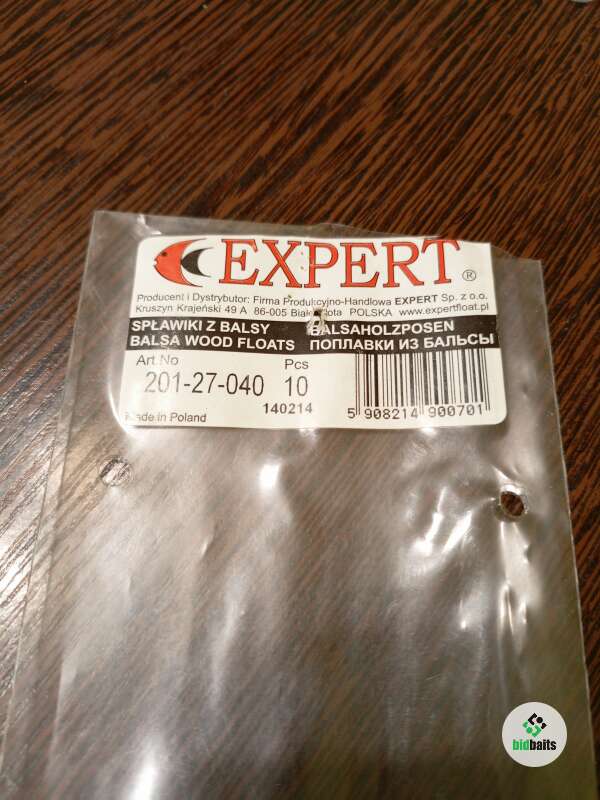 EXPERT®
Producent i Dystrybutor: Firma Produkcyjno-Handlowa EXPERT Sp. z o.o.
Kruszyn Krajeński 49 A 86-005 POLSKA www.expertfloat.pl
SPŁAWIKI Z BALSY BALSAHOLZPOSEN
BALSA WOOD FLOATS ПОПЛАВКИ ИЗ БАЛЬСЫ
Art.No Pcs
201-27-040 10
140214
5 908214 900701
Made in Poland
bidbaits